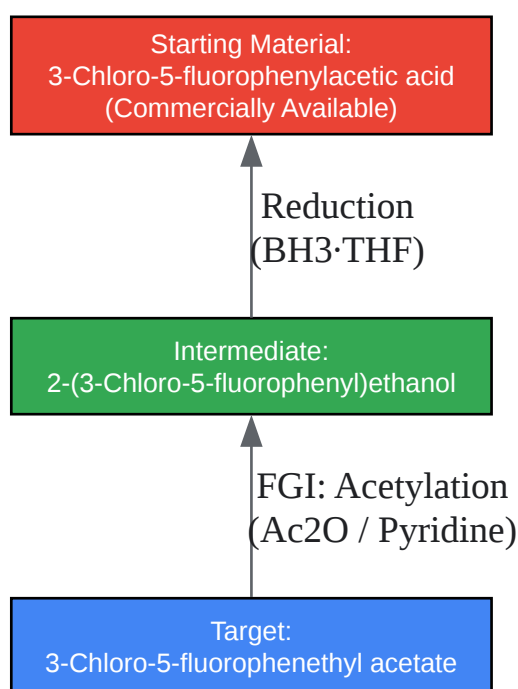 Starting Material:
3-Chloro-5-fluorophenylacetic acid
(Commercially Available)
Reduction
(BH3·THF)
Intermediate:
2-(3-Chloro-5-fluorophenyl)ethanol
FGI: Acetylation
(Ac2O / Pyridine)
Target:
3-Chloro-5-fluorophenethyl acetate